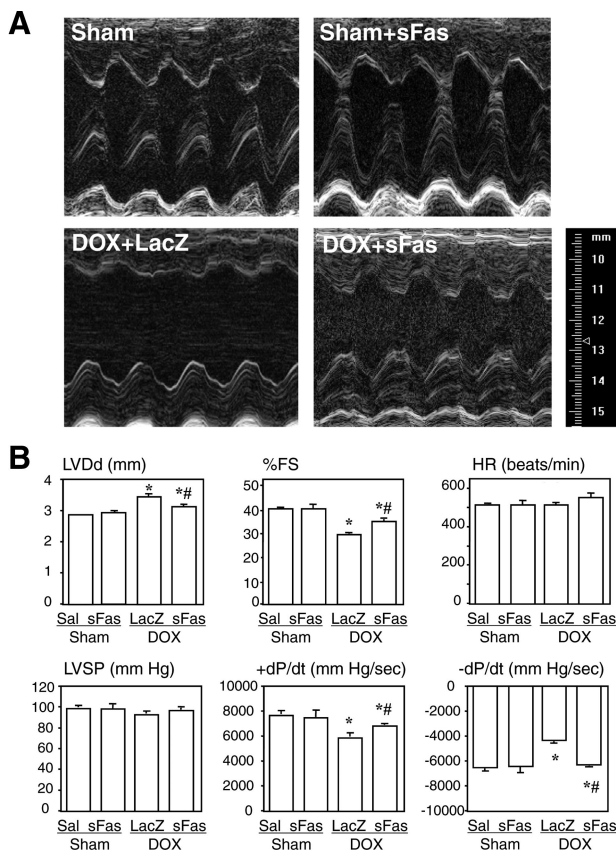 A
Sham
Sham+sFas
DOX+LacZ
DOX+sFas
mm
10
11
12
13
14
15
B
LVDd (mm)
4
3
2
1
0
*
*#
Sal sFas LacZ sFas
Sham DOX
%FS
50
40
30
20
10
0
*
*#
Sal sFas LacZ sFas
Sham DOX
HR (beats/min)
600
400
200
0
Sal sFas LacZ sFas
Sham DOX
LVSP (mm Hg)
120
100
80
60
40
20
0
Sal sFas LacZ sFas
Sham DOX
+dP/dt (mm Hg/sec)
10000
8000
6000
4000
2000
0
*
*#
Sal sFas LacZ sFas
Sham DOX
-dP/dt (mm Hg/sec)
0
-2000
-4000
-6000
-8000
-10000
*
*#
Sal sFas LacZ sFas
Sham DOX